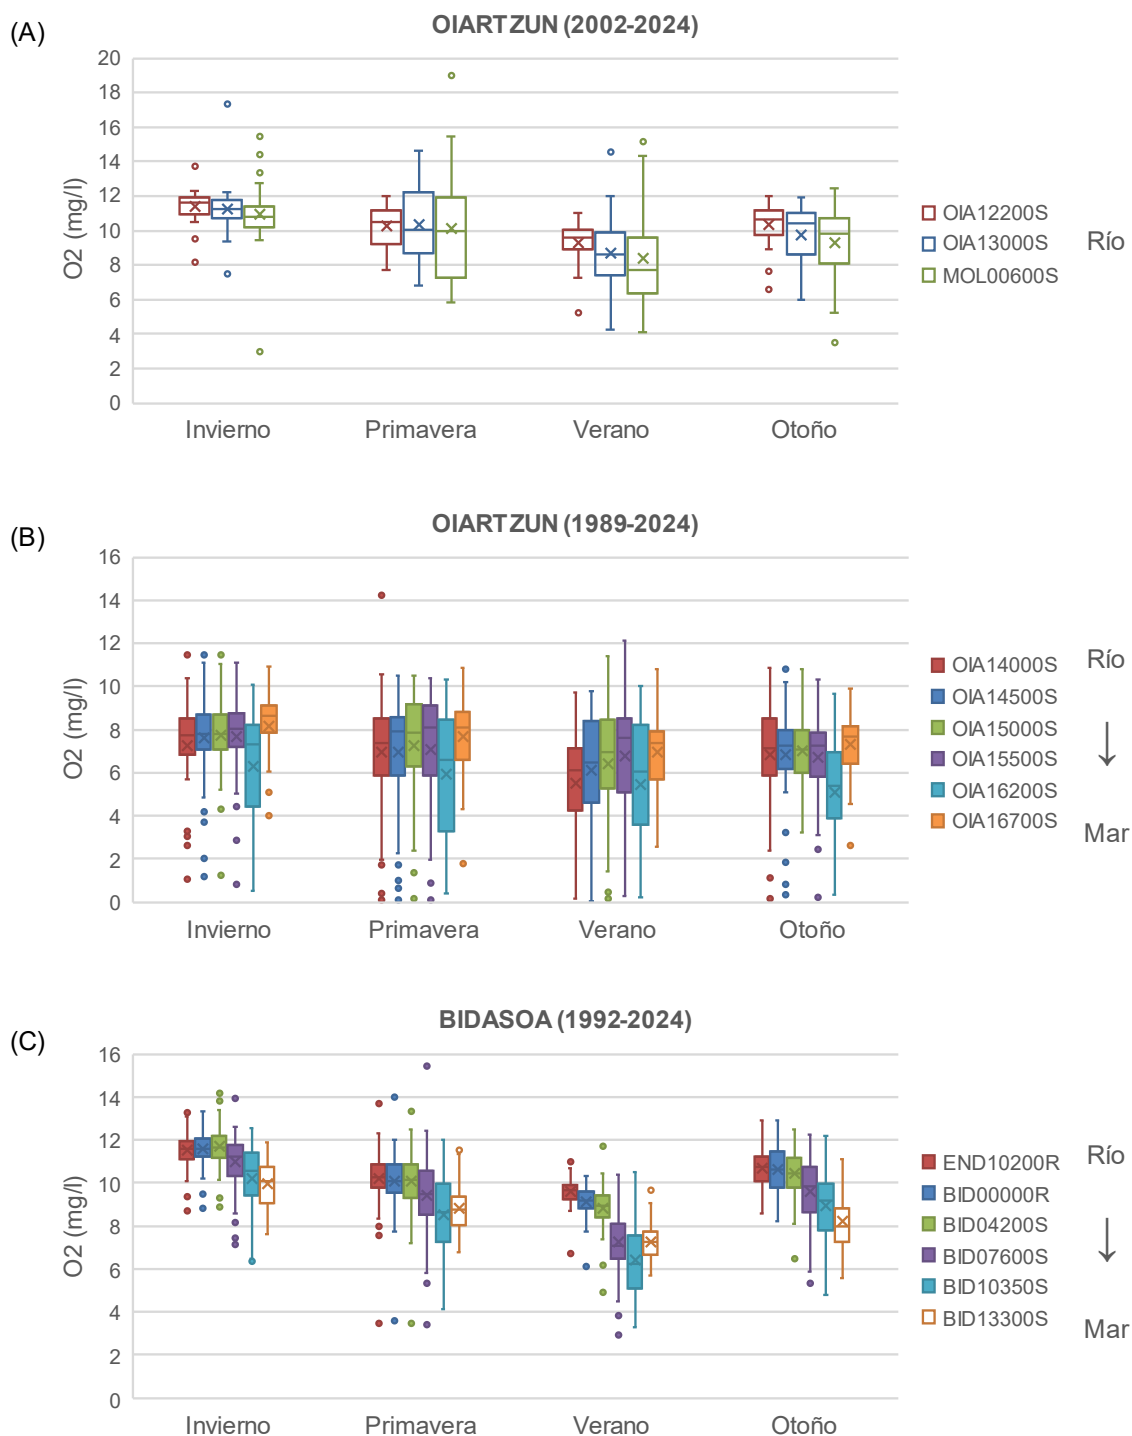 (A)
OIARTZUN (2002-2024)
O2 (mg/l)
20
18
16
14
12
10
8
6
4
2
0
Invierno
Primavera
Verano
Otoño
OIA12200S
OIA13000S
MOL00600S
Río
(B)
OIARTZUN (1989-2024)
O2 (mg/l)
16
14
12
10
8
6
4
2
0
Invierno
Primavera
Verano
Otoño
OIA14000S
OIA14500S
OIA15000S
OIA15500S
OIA16200S
OIA16700S
Río
↓
Mar
(C)
BIDASOA (1992-2024)
O2 (mg/l)
16
14
12
10
8
6
4
2
0
Invierno
Primavera
Verano
Otoño
END10200R
BID00000R
BID04200S
BID07600S
BID10350S
BID13300S
Río
↓
Mar